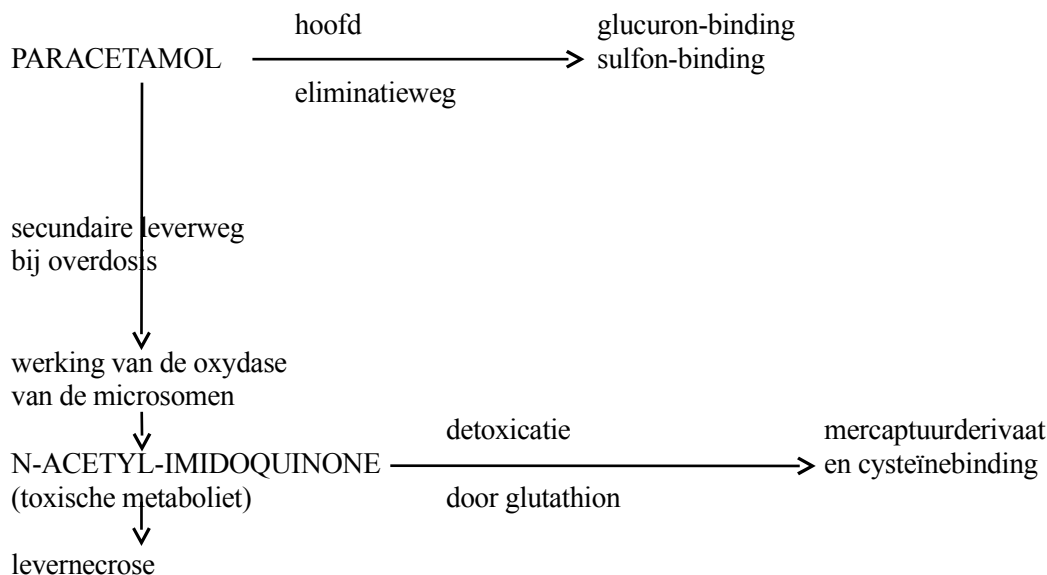 hoofd
glucuron-binding
PARACETAMOL
sulfon-binding
eliminatieweg
secundaire leverweg
bij overdosis
werking van de oxydase
van de microsomen
detoxicatie
mercaptuurderivaat
N-ACETYL-IMIDOQUINONE
en cysteïnebinding
(toxische metaboliet)
door glutathion
levernecrose